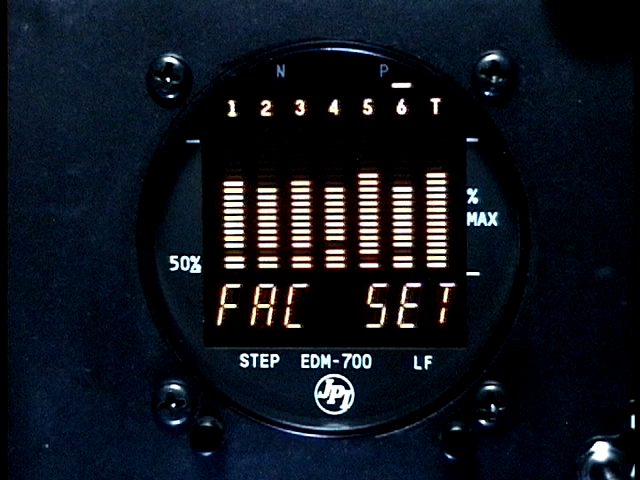 N P
1 2 3 4 5 6 T
%
MAX
50%
FAC SET
STEP EDM-700 LF
JPI